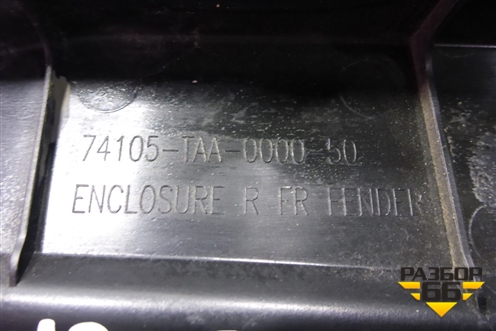 74105-TAA-0000-50
ENCLOSURE R FR FENDER
РАЗБОР
66